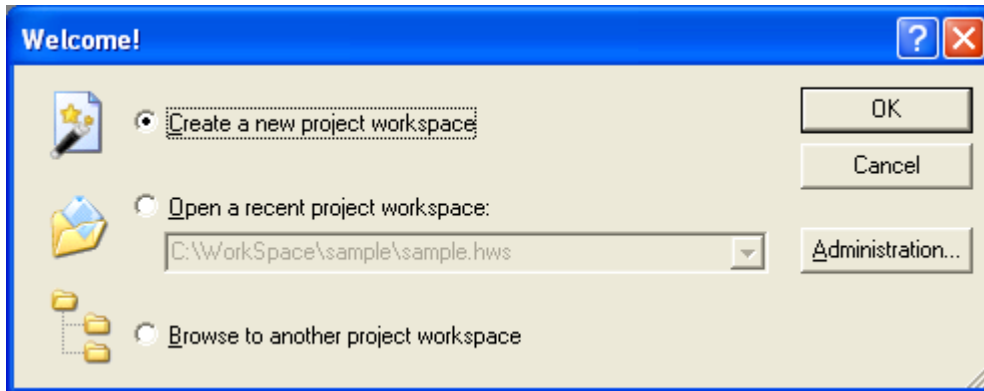 Welcome!
Create a new project workspace
OK
Cancel
Open a recent project workspace:
C:\WorkSpace\sample\sample.hws
Administration...
Browse to another project workspace